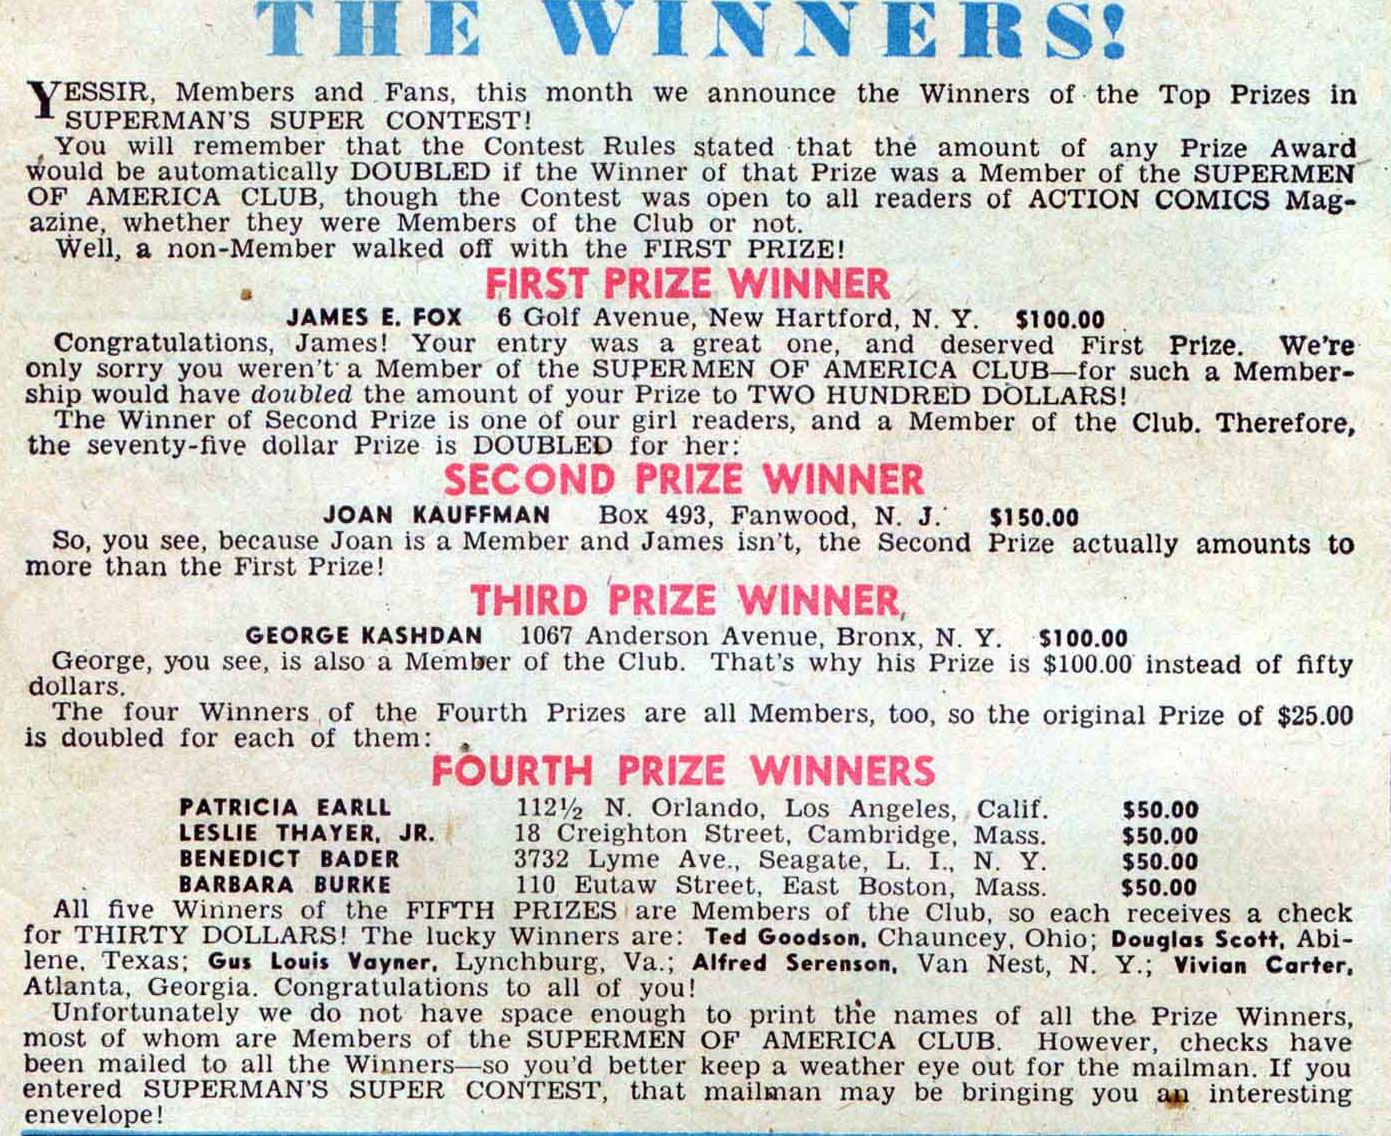 THE WINNERS!
YESSIR, Members and Fans, this month we announce the Winners of the Top Prizes in
SUPERMAN'S SUPER CONTEST!
You will remember that the Contest Rules stated that the amount of any Prize Award
would be automatically DOUBLED if the Winner of that Prize was a Member of the SUPERMEN
OF AMERICA CLUB, though the Contest was open to all readers of ACTION COMICS Mag-
azine, whether they were Members of the Club or not.
Well, a non-Member walked off with the FIRST PRIZE!
FIRST PRIZE WINNER
JAMES E. FOX 6 Golf Avenue, New Hartford, N. Y. $100.00
Congratulations, James! Your entry was a great one, and deserved First Prize. We're
only sorry you weren't a Member of the SUPERMEN OF AMERICA CLUB—for such a Member-
ship would have doubled the amount of your Prize to TWO HUNDRED DOLLARS!
The Winner of Second Prize is one of our girl readers, and a Member of the Club. Therefore,
the seventy-five dollar Prize is DOUBLED for her:
SECOND PRIZE WINNER
JOAN KAUFFMAN Box 493, Fanwood, N. J. $150.00
So, you see, because Joan is a Member and James isn't, the Second Prize actually amounts to
more than the First Prize!
THIRD PRIZE WINNER
GEORGE KASHDAN 1067 Anderson Avenue, Bronx, N. Y. $100.00
George, you see, is also a Member of the Club. That's why his Prize is $100.00 instead of fifty
dollars.
The four Winners of the Fourth Prizes are all Members, too, so the original Prize of $25.00
is doubled for each of them:
FOURTH PRIZE WINNERS
PATRICIA EARLL 112½ N. Orlando, Los Angeles, Calif. $50.00
LESLIE THAYER, JR. 18 Creighton Street, Cambridge, Mass. $50.00
BENEDICT BADER 3732 Lyme Ave., Seagate, L. I., N. Y. $50.00
BARBARA BURKE 110 Eutaw Street, East Boston, Mass. $50.00
All five Winners of the FIFTH PRIZES are Members of the Club, so each receives a check
for THIRTY DOLLARS! The lucky Winners are: Ted Goodson, Chauncey, Ohio; Douglas Scott, Abi-
lene, Texas; Gus Louis Vayner, Lynchburg, Va.; Alfred Serenson, Van Nest, N. Y.; Vivian Carter,
Atlanta, Georgia. Congratulations to all of you!
Unfortunately we do not have space enough to print the names of all the Prize Winners,
most of whom are Members of the SUPERMEN OF AMERICA CLUB. However, checks have
been mailed to all the Winners—so you'd better keep a weather eye out for the mailman. If you
entered SUPERMAN'S SUPER CONTEST, that mailman may be bringing you an interesting
enevelope!